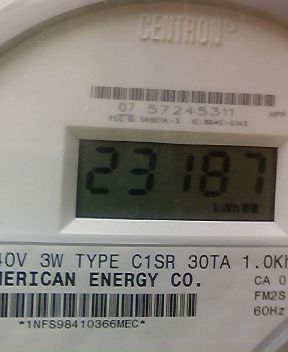 CENTRON
07 57245311
23187
kWh
40V 3W TYPE C1SR 30TA 1.0Kh
MERICAN ENERGY CO.
CA 0
FM2S
60Hz
*1NFS98410366MEC*